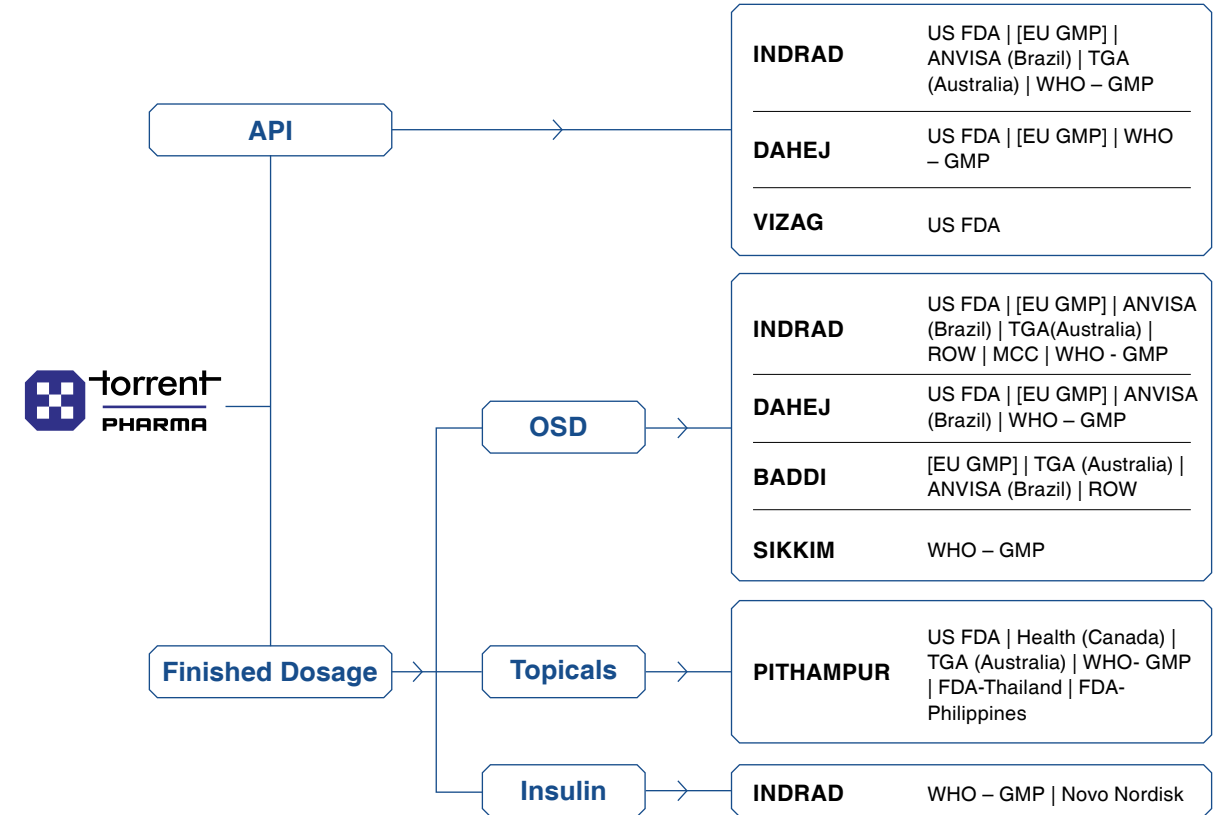 torrent
PHARMA
API
INDRAD
US FDA | [EU GMP] |
ANVISA (Brazil) | TGA
(Australia) | WHO – GMP
DAHEJ
US FDA | [EU GMP] | WHO
– GMP
VIZAG
US FDA
Finished Dosage
OSD
INDRAD
US FDA | [EU GMP] | ANVISA
(Brazil) | TGA(Australia) |
ROW | MCC | WHO - GMP
DAHEJ
US FDA | [EU GMP] | ANVISA
(Brazil) | WHO – GMP
BADDI
[EU GMP] | TGA (Australia) |
ANVISA (Brazil) | ROW
SIKKIM
WHO – GMP
Topicals
PITHAMPUR
US FDA | Health (Canada) |
TGA (Australia) | WHO- GMP
| FDA-Thailand | FDA-
Philippines
Insulin
INDRAD
WHO – GMP | Novo Nordisk